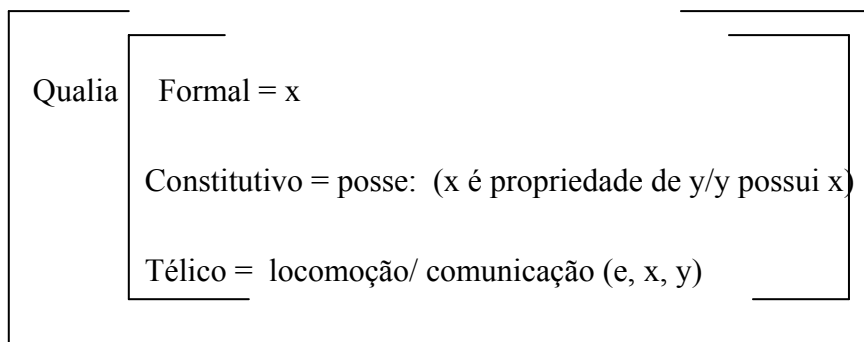 Qualia Formal = x
Constitutivo = posse: (x é propriedade de y/y possui x)
Télico = locomoção/ comunicação (e, x, y)